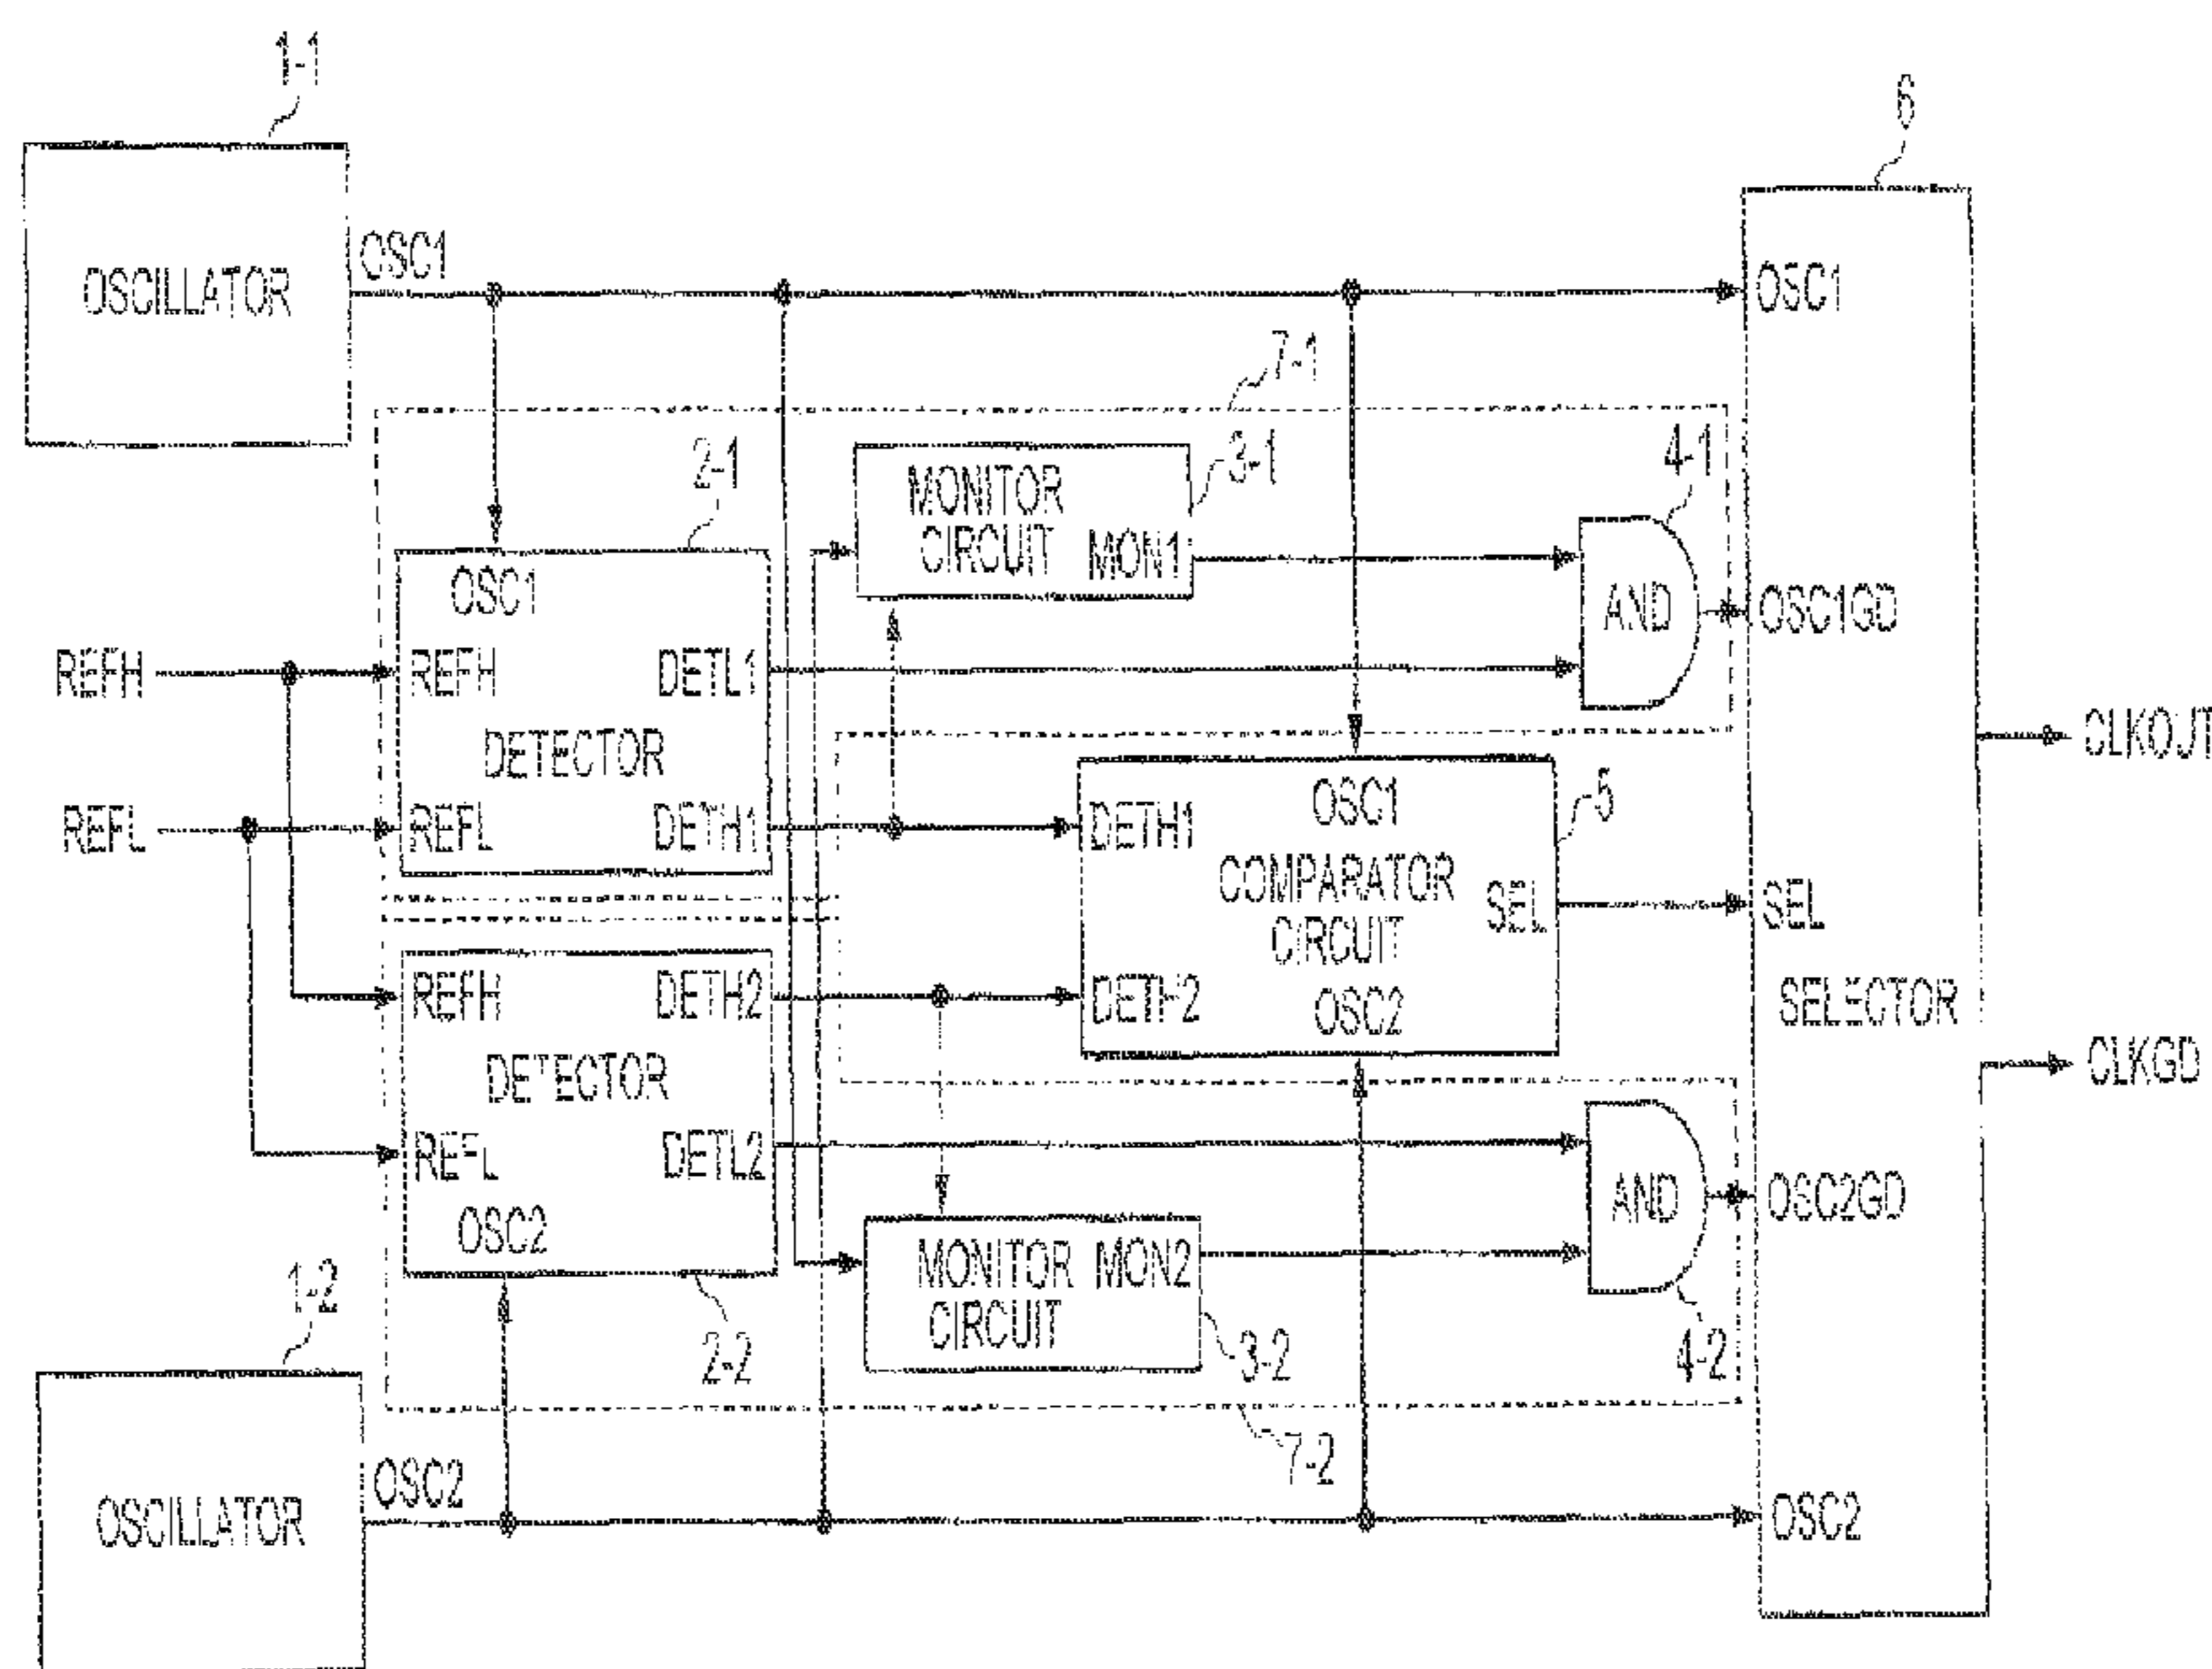 1-1
6
OSCILLATOR
OSC1
OSC1
7-1
2-1
MONITOR
CIRCUIT
MON1
3-1
4-1
AND
OSC1
REFH
REFH
DETL1
OSC1GD
DETECTOR
REFL
REFL
DETH1
DETH1
OSC1
5
COMPARATOR
CIRCUIT
SEL
SEL
DETH2
OSC2
CLKOUT
SELECTOR
CLKGD
REFH
DETH2
DETECTOR
REFL
DETL2
OSC2
AND
OSC2GD
MONITOR
CIRCUIT
MON2
1-2
2-2
3-2
4-2
7-2
OSCILLATOR
OSC2
OSC2